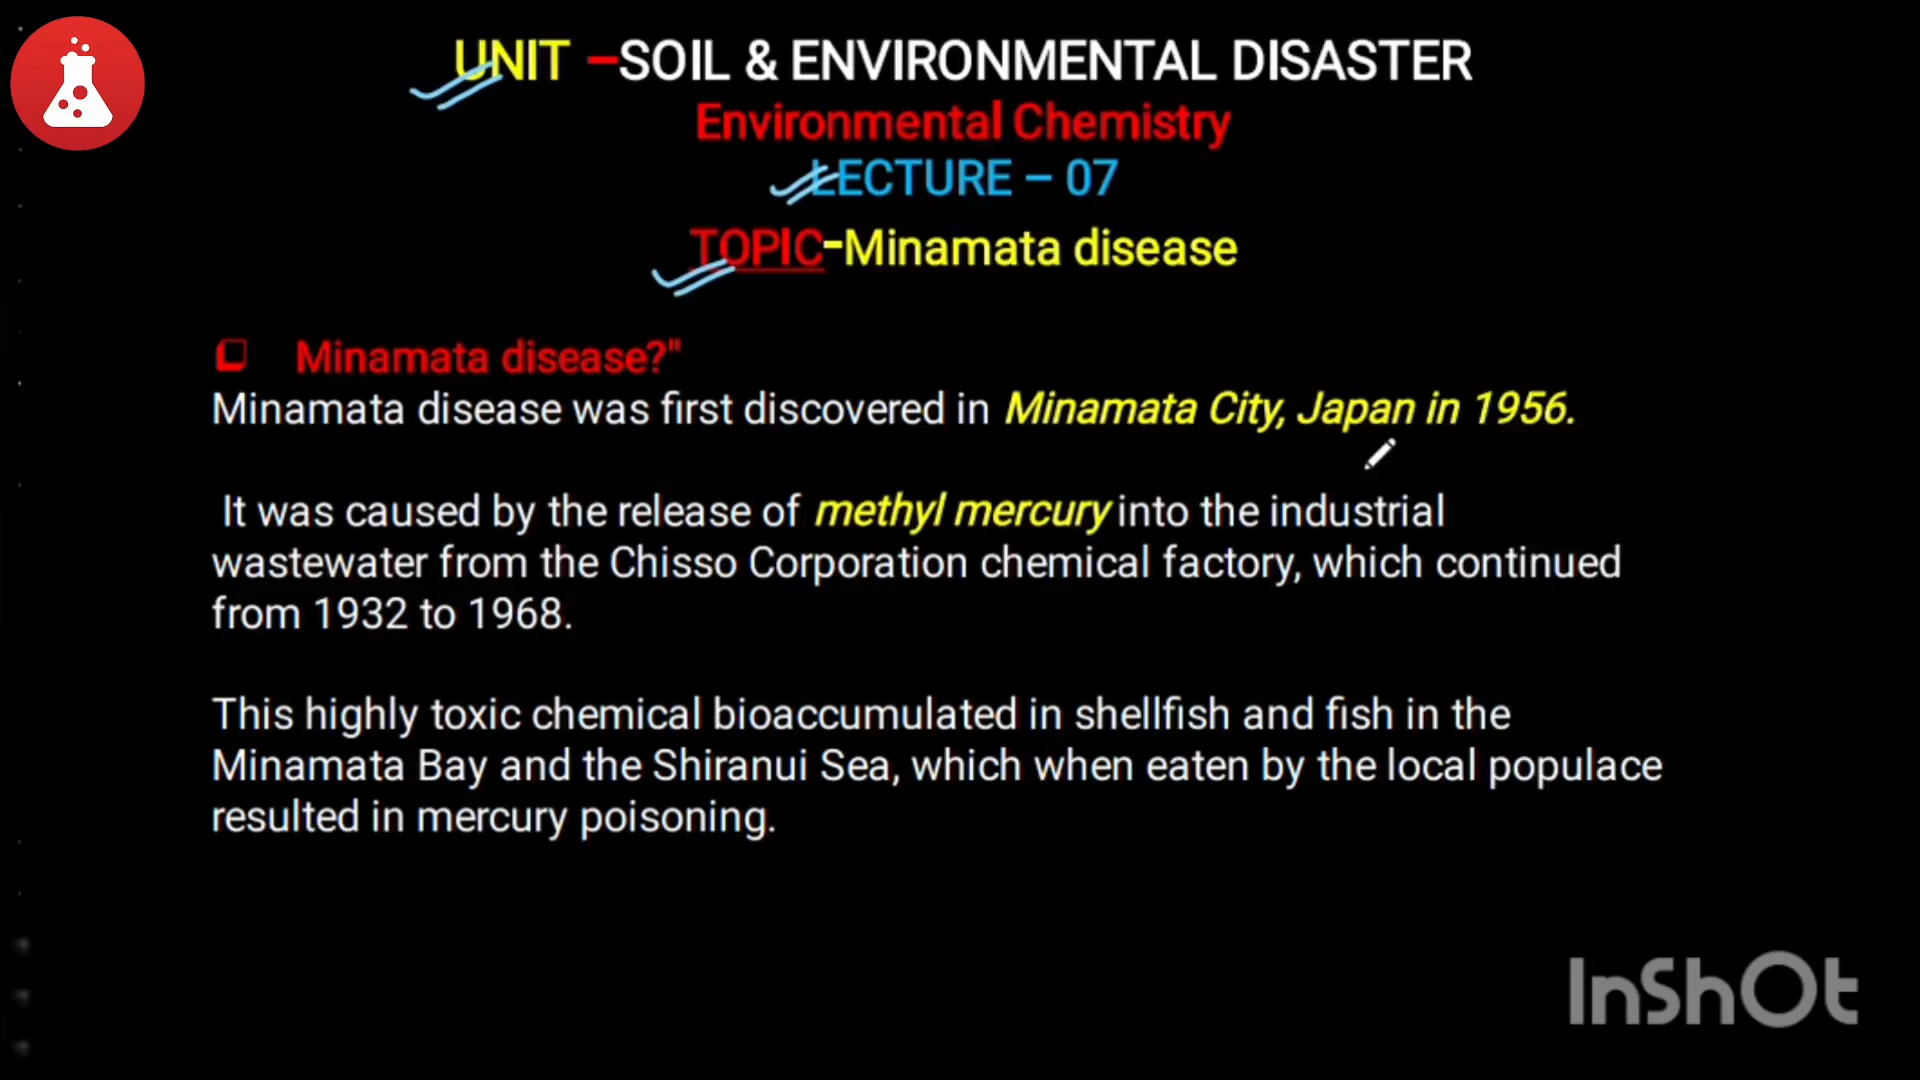 UNIT –SOIL & ENVIRONMENTAL DISASTER
Environmental Chemistry
LECTURE – 07
TOPIC-Minamata disease
Minamata disease?"
Minamata disease was first discovered in Minamata City, Japan in 1956.
It was caused by the release of methyl mercury into the industrial
wastewater from the Chisso Corporation chemical factory, which continued
from 1932 to 1968.
This highly toxic chemical bioaccumulated in shellfish and fish in the
Minamata Bay and the Shiranui Sea, which when eaten by the local populace
resulted in mercury poisoning.
InShOt